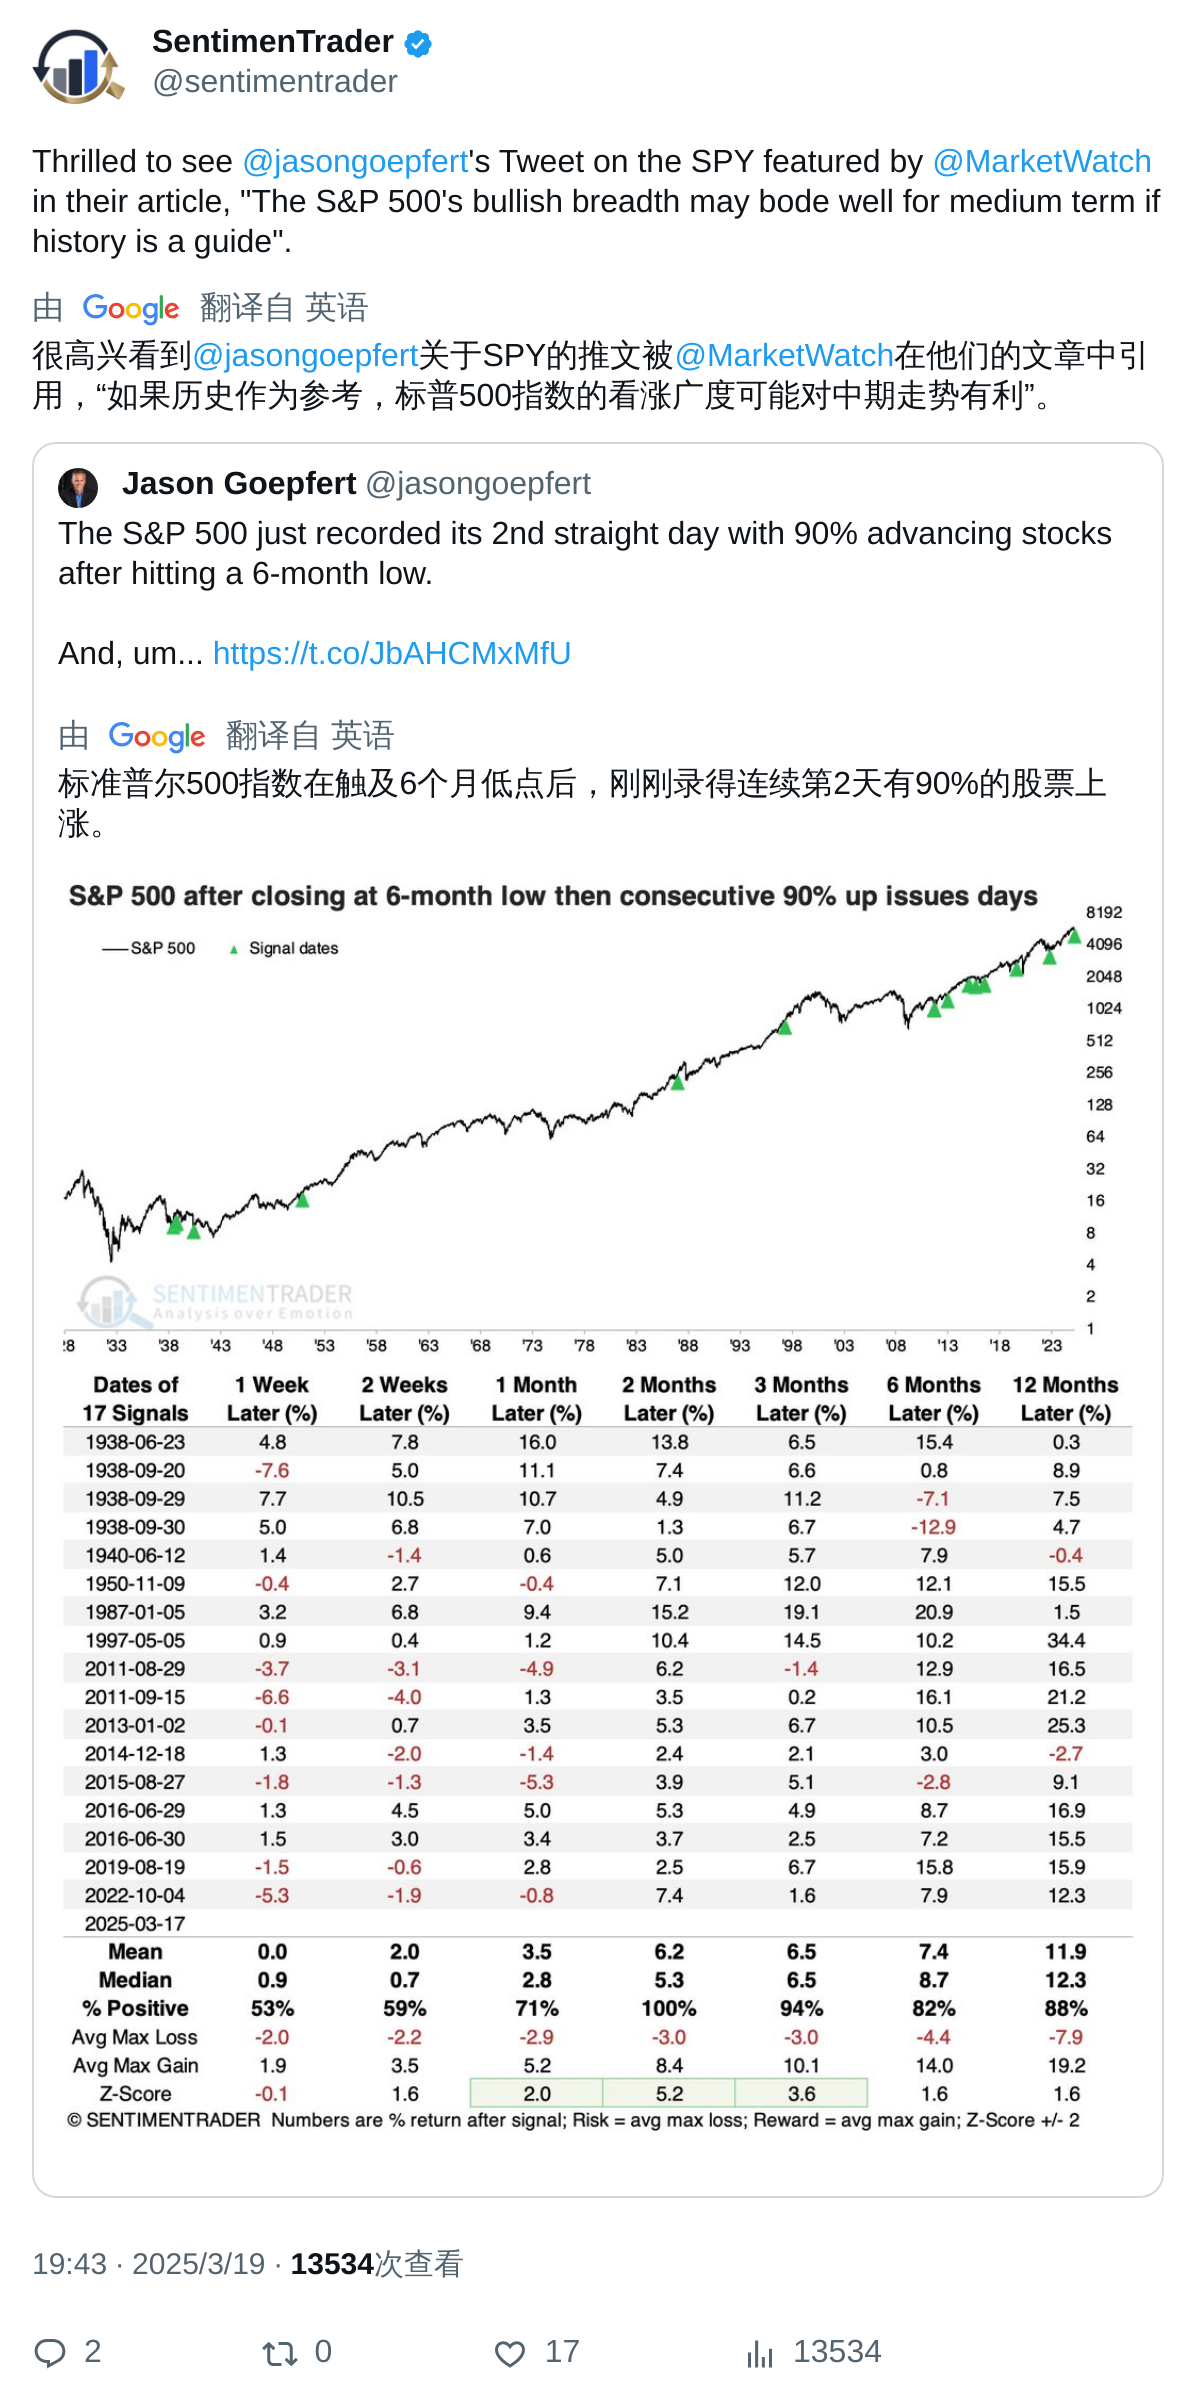 SentimenTrader
@sentimentrader
Thrilled to see @jasongoepfert's Tweet on the SPY featured by @MarketWatch
in their article, "The S&P 500's bullish breadth may bode well for medium term if
history is a guide".
由 Google 翻译自 英语
很高兴看到@jasongoepfert关于SPY的推文被@MarketWatch在他们的文章中引
用，“如果历史作为参考，标普500指数的看涨广度可能对中期走势有利”。
Jason Goepfert @jasongoepfert
The S&P 500 just recorded its 2nd straight day with 90% advancing stocks
after hitting a 6-month low.
And, um... https://t.co/JbAHCMxMfU
由 Google 翻译自 英语
标准普尔500指数在触及6个月低点后，刚刚录得连续第2天有90%的股票上
涨。
S&P 500 after closing at 6-month low then consecutive 90% up issues days
S&P 500 Signal dates
8192
4096
2048
1024
512
256
128
64
32
16
8
4
2
1
SENTIMENTRADER
Analysis over Emotion
'28 '33 '38 '43 '48 '53 '58 '63 '68 '73 '78 '83 '88 '93 '98 '03 '08 '13 '18 '23
Dates of 1 Week 2 Weeks 1 Month 2 Months 3 Months 6 Months 12 Months
17 Signals Later (%) Later (%) Later (%) Later (%) Later (%) Later (%) Later (%)
1938-06-23 4.8 7.8 16.0 13.8 6.5 15.4 0.3
1938-09-20 -7.6 5.0 11.1 7.4 6.6 0.8 8.9
1938-09-29 7.7 10.5 10.7 4.9 11.2 -7.1 7.5
1938-09-30 5.0 6.8 7.0 1.3 6.7 -12.9 4.7
1940-06-12 1.4 -1.4 0.6 5.0 5.7 7.9 -0.4
1950-11-09 -0.4 2.7 -0.4 7.1 12.0 12.1 15.5
1987-01-05 3.2 6.8 9.4 15.2 19.1 20.9 1.5
1997-05-05 0.9 0.4 1.2 10.4 14.5 10.2 34.4
2011-08-29 -3.7 -3.1 -4.9 6.2 -1.4 12.9 16.5
2011-09-15 -6.6 -4.0 1.3 3.5 0.2 16.1 21.2
2013-01-02 -0.1 0.7 3.5 5.3 6.7 10.5 25.3
2014-12-18 1.3 -2.0 -1.4 2.4 2.1 3.0 -2.7
2015-08-27 -1.8 -1.3 -5.3 3.9 5.1 -2.8 9.1
2016-06-29 1.3 4.5 5.0 5.3 4.9 8.7 16.9
2016-06-30 1.5 3.0 3.4 3.7 2.5 7.2 15.5
2019-08-19 -1.5 -0.6 2.8 2.5 6.7 15.8 15.9
2022-10-04 -5.3 -1.9 -0.8 7.4 1.6 7.9 12.3
2025-03-17
Mean 0.0 2.0 3.5 6.2 6.5 7.4 11.9
Median 0.9 0.7 2.8 5.3 6.5 8.7 12.3
% Positive 53% 59% 71% 100% 94% 82% 88%
Avg Max Loss -2.0 -2.2 -2.9 -3.0 -3.0 -4.4 -7.9
Avg Max Gain 1.9 3.5 5.2 8.4 10.1 14.0 19.2
Z-Score -0.1 1.6 2.0 5.2 3.6 1.6 1.6
© SENTIMENTRADER Numbers are % return after signal; Risk = avg max loss; Reward = avg max gain; Z-Score +/- 2
19:43 · 2025/3/19 · 13534次查看
2 0 17 13534